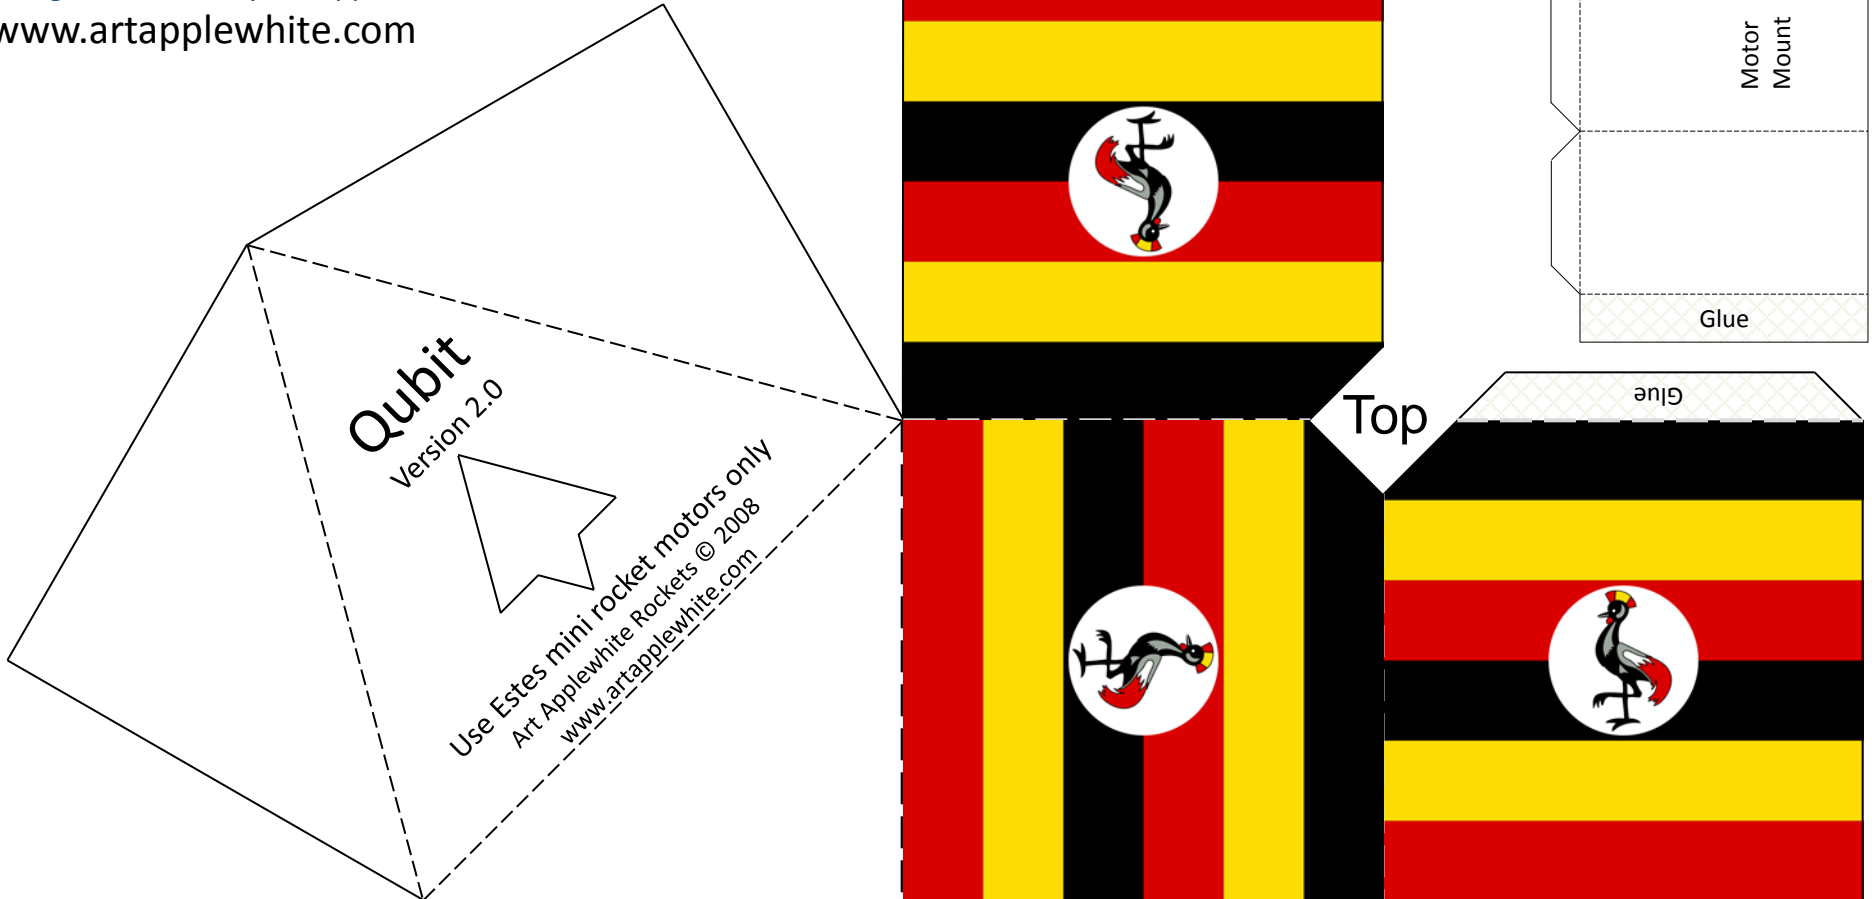 www.artapplewhite.com
Motor
Mount
Glue
Glue
Top
Qubit
Version 2.0
Use Estes mini rocket motors only
Art Applewhite Rockets © 2008
www.artapplewhite.com